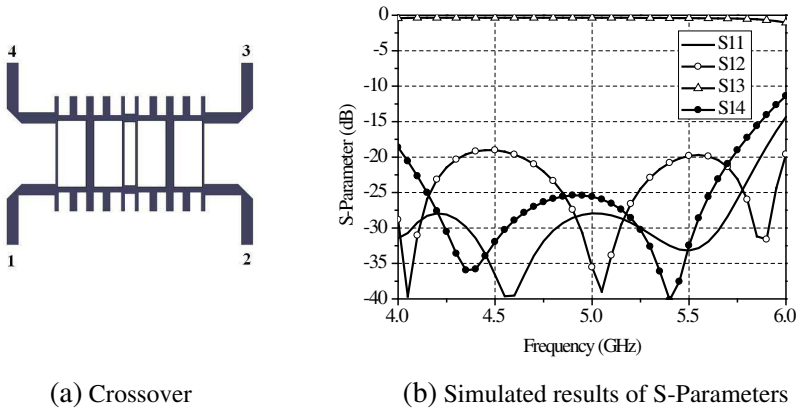 4 3
1 2
0
-5
-10
-15
-20
-25
-30
-35
-40
S-Parameter (dB)
S11
S12
S13
S14
4.0 4.5 5.0 5.5 6.0
Frequency (GHz)
(a) Crossover
(b) Simulated results of S-Parameters